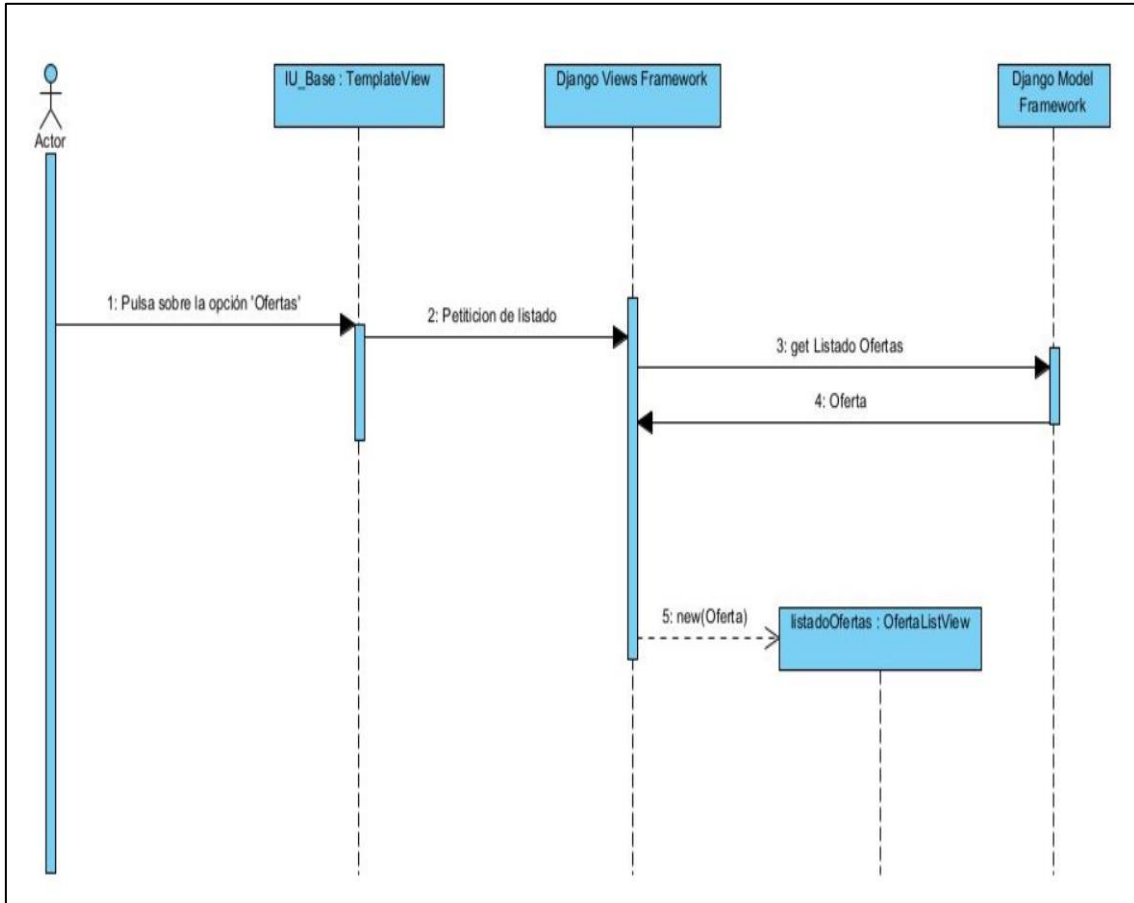 IU_Base : TemplateView
Django Views Framework
Django Model
Framework
Actor
1: Pulsa sobre la opción 'Ofertas'
2: Peticion de listado
3: get Listado Ofertas
4: Oferta
5: new(Oferta)
listadoOfertas : OfertaListView